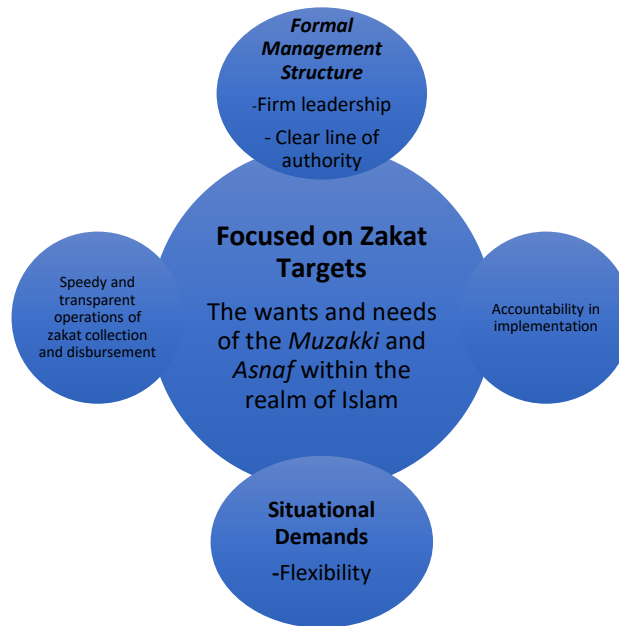 Formal
Management
Structure
-Firm leadership
- Clear line of
authority
Focused on Zakat
Targets
The wants and needs
of the Muzakki and
Asnaf within the
realm of Islam
Speedy and
transparent
operations of
zakat collection
and disbursement
Accountability in
implementation
Situational
Demands
-Flexibility